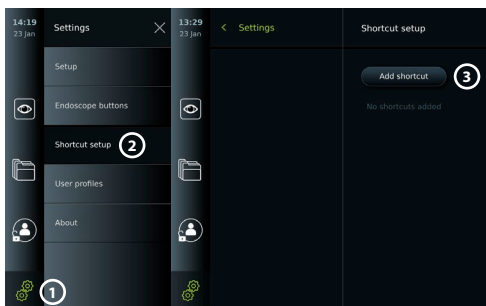 14:19
23 Jan
Settings
Setup
Endoscope buttons
Shortcut setup
2
User profiles
About
1
13:29
23 Jan
< Settings
Shortcut setup
Add shortcut
3
No shortcuts added